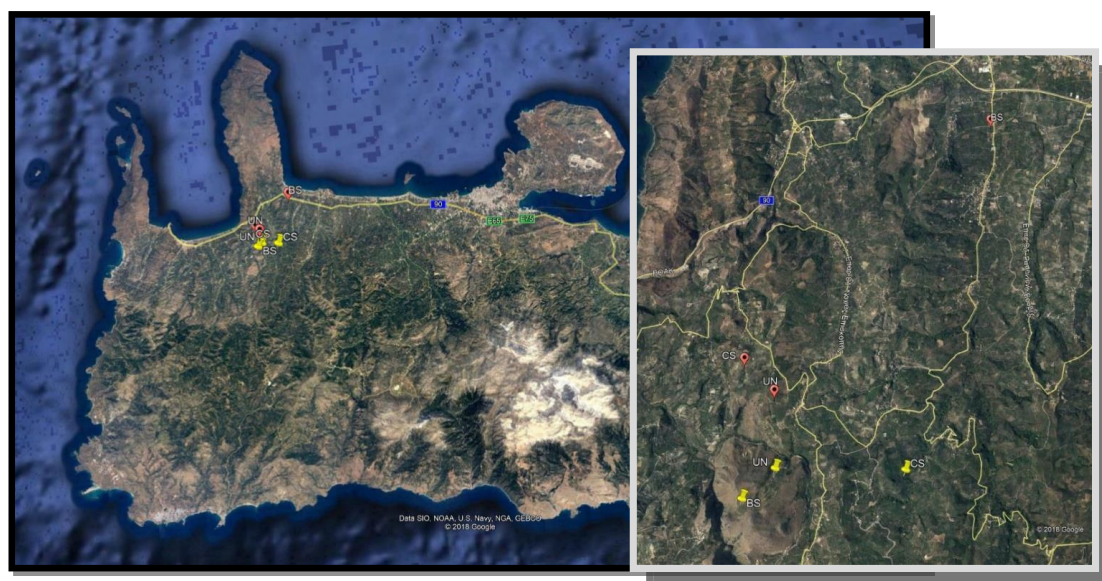 BS
90
E65
E75
UN
CS
UN
CS
BS
Data SIO, NOAA, U.S. Navy, NGA, GEBCO
© 2018 Google
BS
90
CS
UN
UN
CS
BS
© 2018 Google